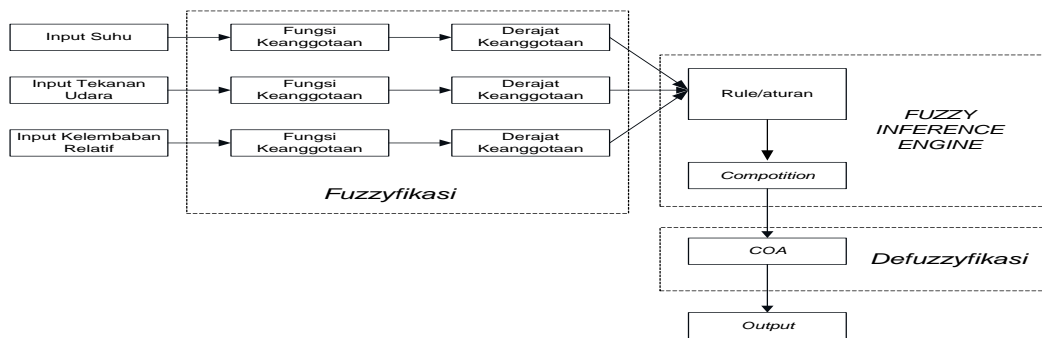 Input Suhu
Fungsi
Keanggotaan
Derajat
Keanggotaan
Input Tekanan
Udara
Fungsi
Keanggotaan
Derajat
Keanggotaan
Input Kelembaban
Relatif
Fungsi
Keanggotaan
Derajat
Keanggotaan
Fuzzyfikasi
Rule/aturan
FUZZY
INFERENCE
ENGINE
Compotition
COA
Defuzzyfikasi
Output